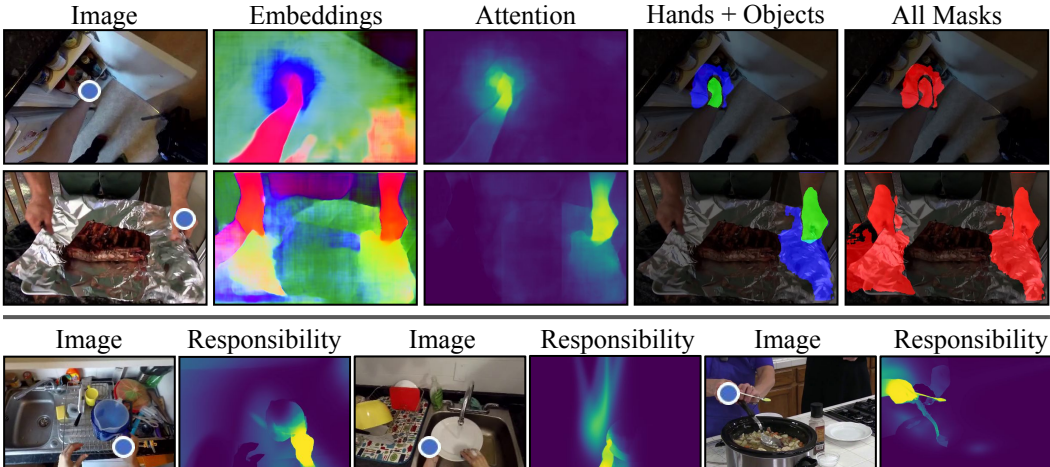 Image Embeddings Attention Hands + Objects All Masks
Image Responsibility Image Responsibility Image Responsibility